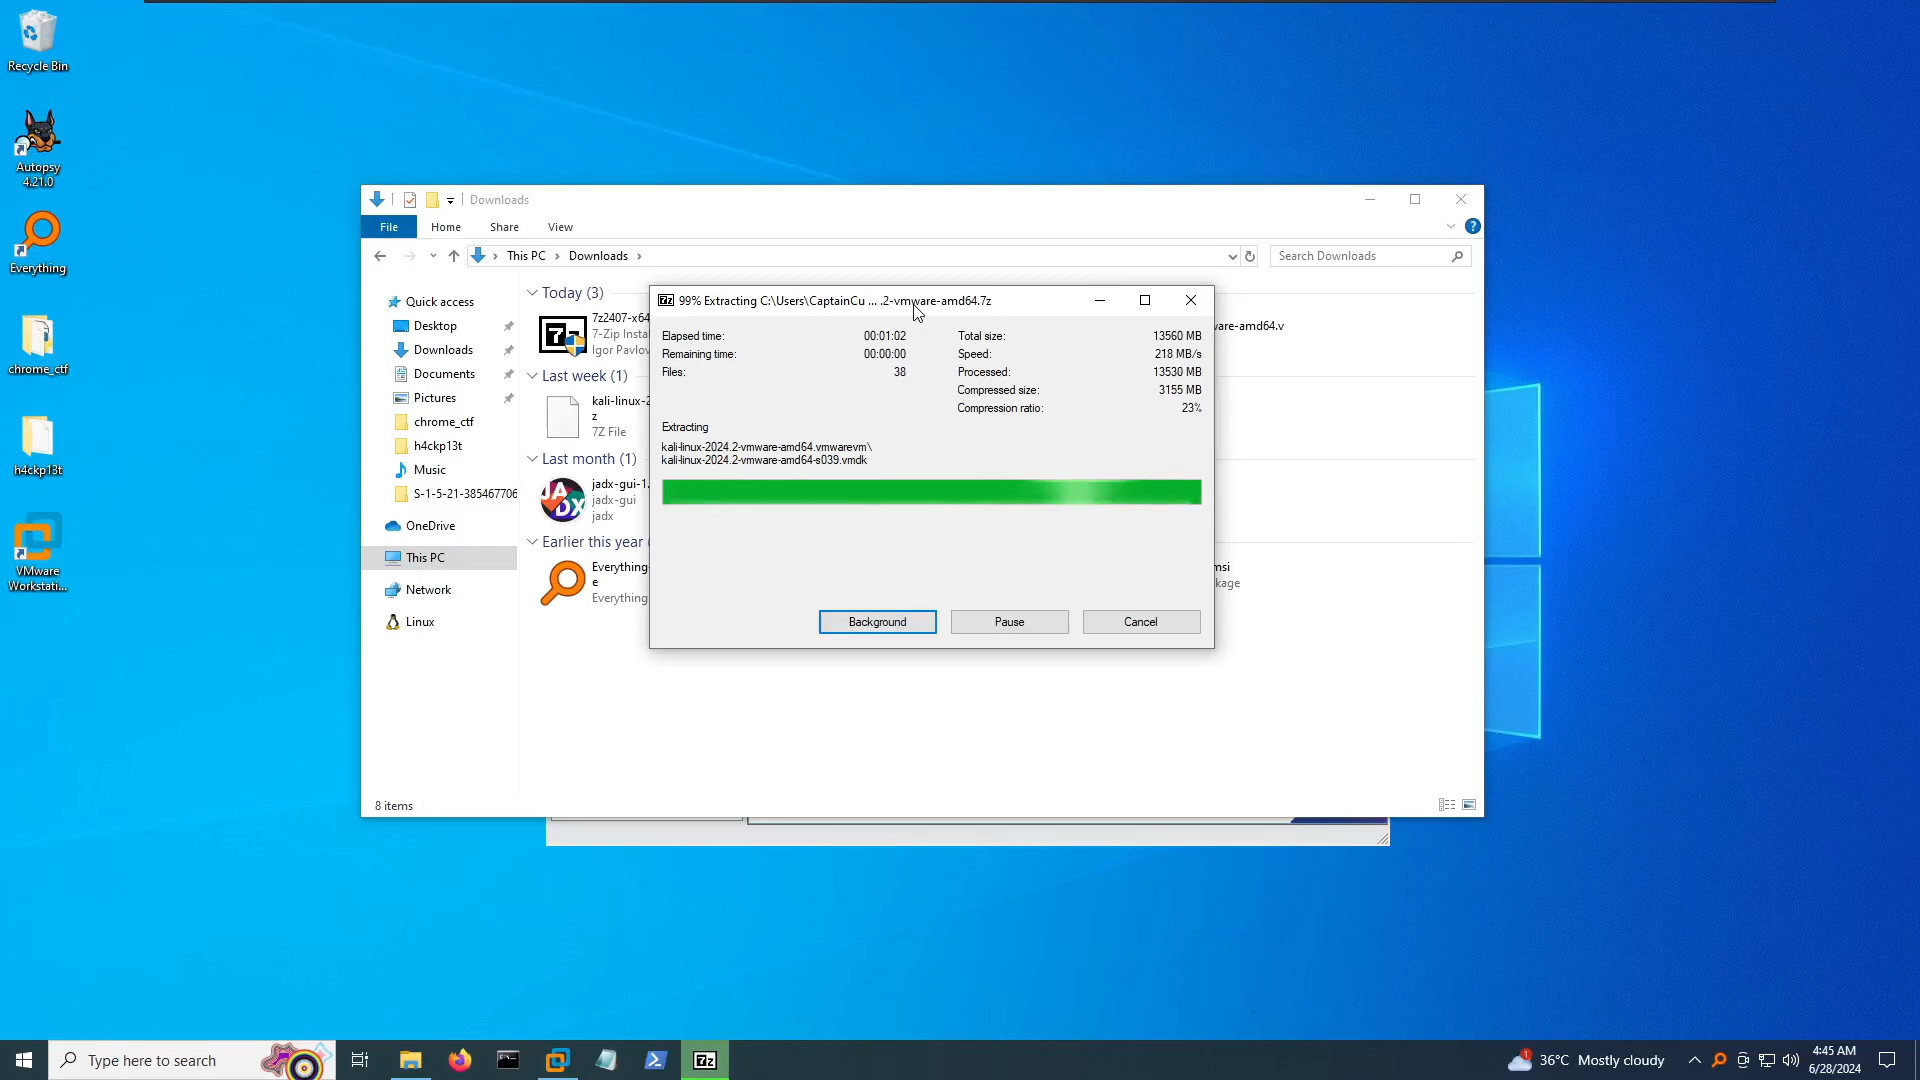 Recycle Bin
Autopsy
4.21.0
Everything
chrome_ctf
h4ckp13t
VMware
Workstati...
Downloads
File
Home
Share
View
This PC
Downloads
Search Downloads
Quick access
Desktop
Downloads
Documents
Pictures
chrome_ctf
h4ckp13t
Music
S-1-5-21-385467706
OneDrive
This PC
Network
Linux
Today (3)
7z2407-x64
7-Zip Insta
Igor Pavlov
Last week (1)
kali-linux-2
z
7Z File
Last month (1)
jadx-gui-1.
jadx-gui
jadx
Earlier this year (
Everything-
e
Everything
vare-amd64.v
msi
kage
8 items
99% Extracting C:\Users\CaptainCu ... .2-vmware-amd64.7z
Elapsed time: 00:01:02
Total size: 13560 MB
Remaining time: 00:00:00
Speed: 218 MB/s
Files: 38
Processed: 13530 MB
Compressed size: 3155 MB
Compression ratio: 23%
Extracting
kali-linux-2024.2-vmware-amd64.vmwarevm\
kali-linux-2024.2-vmware-amd64-s039.vmdk
Background
Pause
Cancel
Type here to search
36°C Mostly cloudy
4:45 AM
6/28/2024